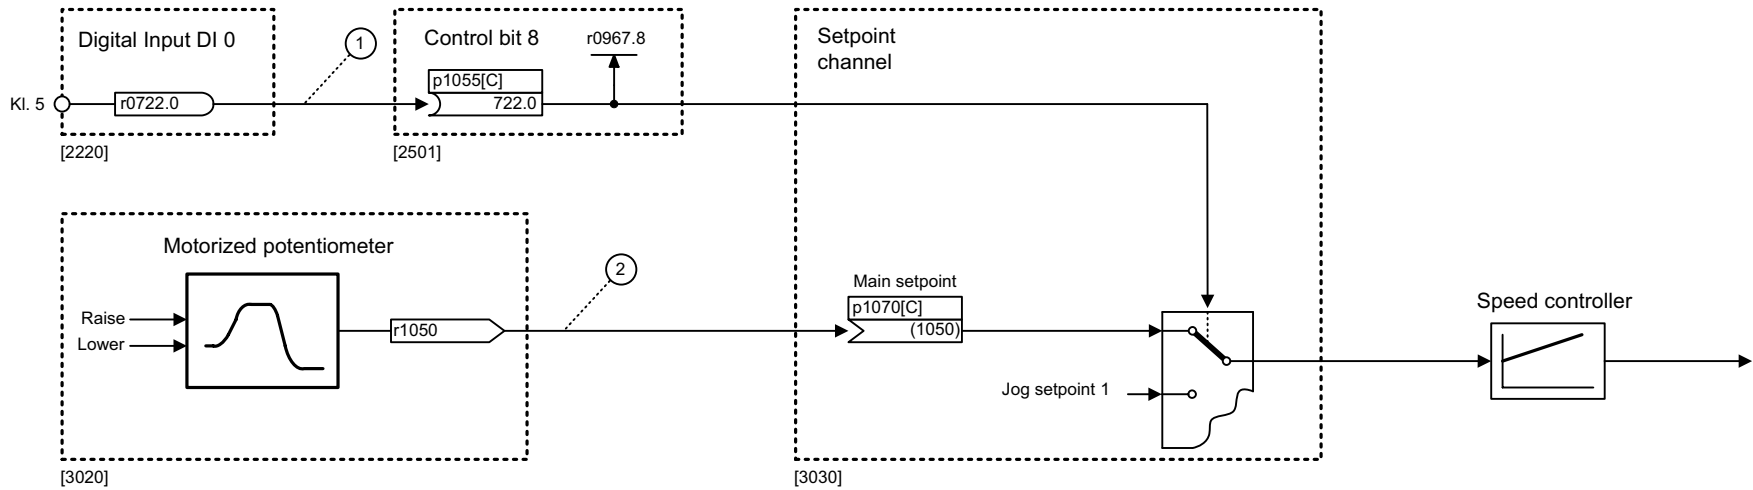 Digital Input DI 0
1
Control bit 8
r0967.8
Setpoint
channel
p1055[C]
Kl. 5
r0722.0
722.0
[2220]
[2501]
Motorized potentiometer
2
Main setpoint
Speed controller
p1070[C]
Raise
r1050
(1050)
Lower
Jog setpoint 1
[3020]
[3030]